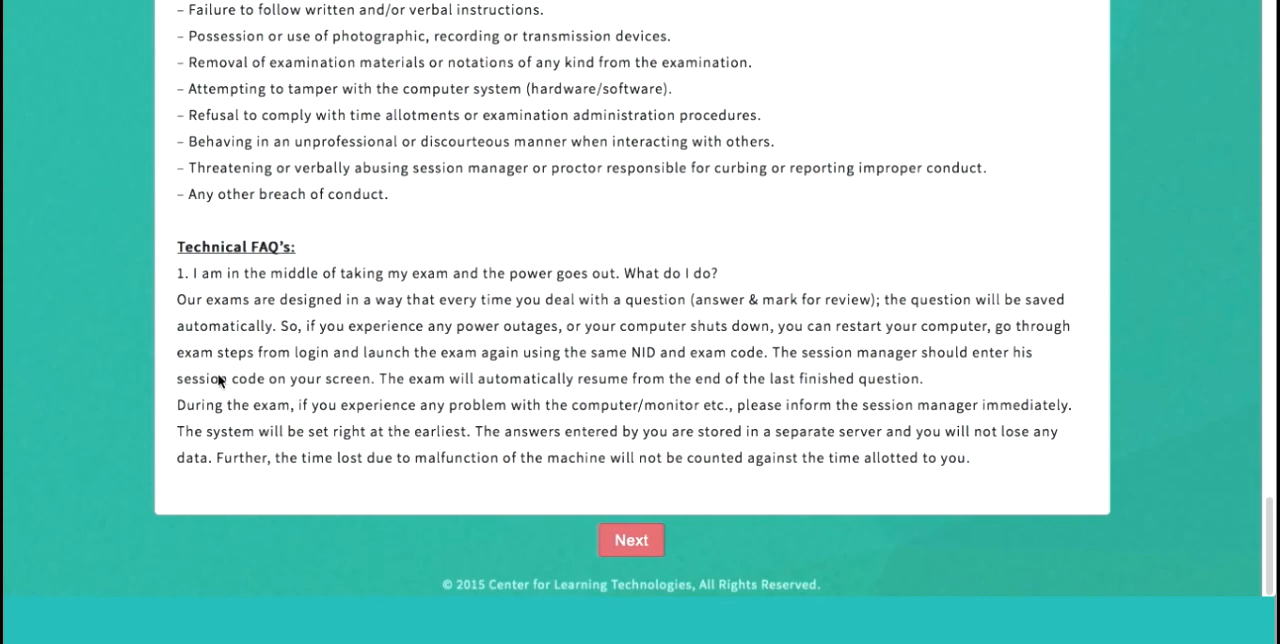 – Failure to follow written and/or verbal instructions.
– Possession or use of photographic, recording or transmission devices.
– Removal of examination materials or notations of any kind from the examination.
– Attempting to tamper with the computer system (hardware/software).
– Refusal to comply with time allotments or examination administration procedures.
– Behaving in an unprofessional or discourteous manner when interacting with others.
– Threatening or verbally abusing session manager or proctor responsible for curbing or reporting improper conduct.
– Any other breach of conduct.
Technical FAQ's:
1. I am in the middle of taking my exam and the power goes out. What do I do?
Our exams are designed in a way that every time you deal with a question (answer & mark for review); the question will be saved
automatically. So, if you experience any power outages, or your computer shuts down, you can restart your computer, go through
exam steps from login and launch the exam again using the same NID and exam code. The session manager should enter his
session code on your screen. The exam will automatically resume from the end of the last finished question.
During the exam, if you experience any problem with the computer/monitor etc., please inform the session manager immediately.
The system will be set right at the earliest. The answers entered by you are stored in a separate server and you will not lose any
data. Further, the time lost due to malfunction of the machine will not be counted against the time allotted to you.
Next
© 2015 Center for Learning Technologies, All Rights Reserved.